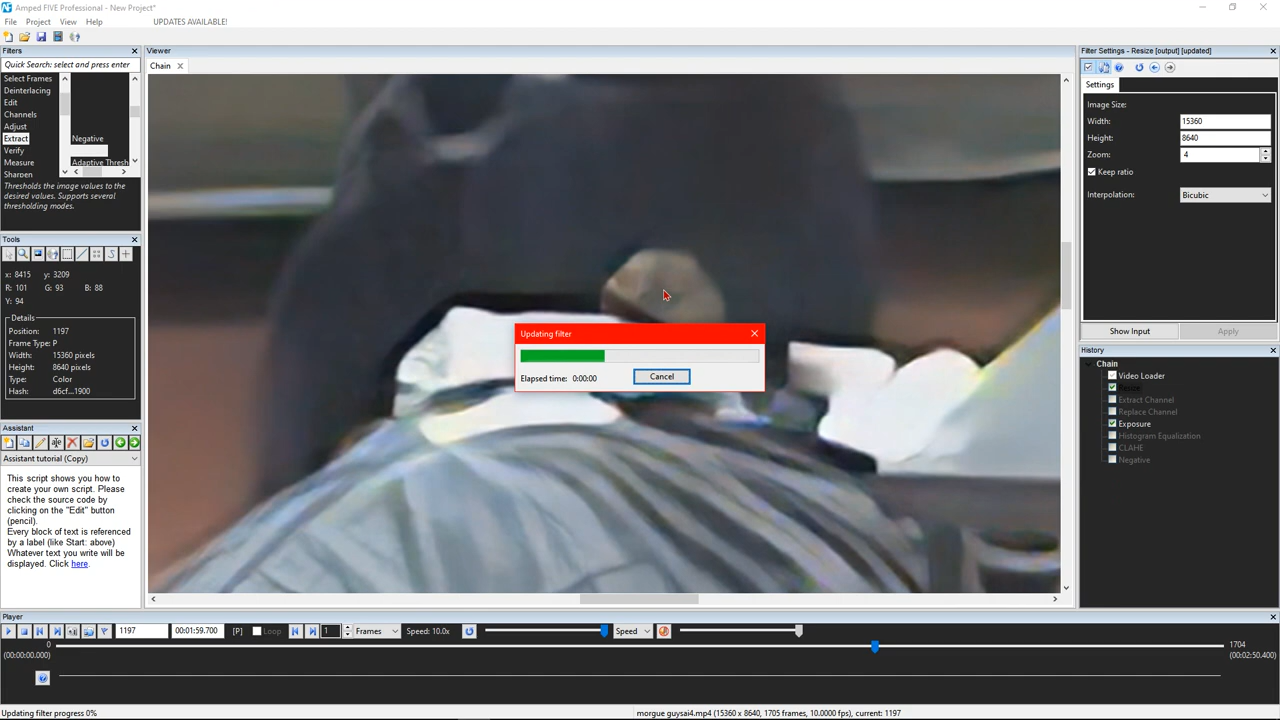 Amped FIVE Professional - New Project*
File Project View Help UPDATES AVAILABLE!
Filters
Quick Search: select and press enter
Select Frames
Deinterlacing
Edit
Channels
Adjust
Extract
Negative
Verify
Measure
Adaptive Thresh
Sharpen
Thresholds the image values to the
desired values. Supports several
thresholding modes.
Tools
x: 8415 y: 3209
R: 101 G: 93 B: 88
Y: 94
Details
Position: 1197
Frame Type: P
Width: 15360 pixels
Height: 8640 pixels
Type: Color
Hash: d6cf...1900
Assistant
Assistant tutorial (Copy)
This script shows you how to
create your own script. Please
check the source code by
clicking on the "Edit" button
(pencil).
Every block of text is referenced
by a label (like Start: above)
Whatever text you write will be
displayed. Click here.
Viewer
Chain
Updating filter
Elapsed time: 0:00:00
Cancel
Filter Settings - Resize [output] [updated]
Settings
Image Size:
Width: 15360
Height: 8640
Zoom: 4
Keep ratio
Interpolation: Bicubic
Show Input Apply
History
Chain
Video Loader
Resize
Extract Channel
Replace Channel
Exposure
Histogram Equalization
CLAHE
Negative
Player
1197 00:01:59.700 [P] Loop 1 Frames Speed: 10.0x Speed
0 1704
(00:00:00.000) (00:02:50.400)
Updating filter progress 0% morgue guysai4.mp4 (15360 x 8640, 1705 frames, 10.0000 fps), current: 1197